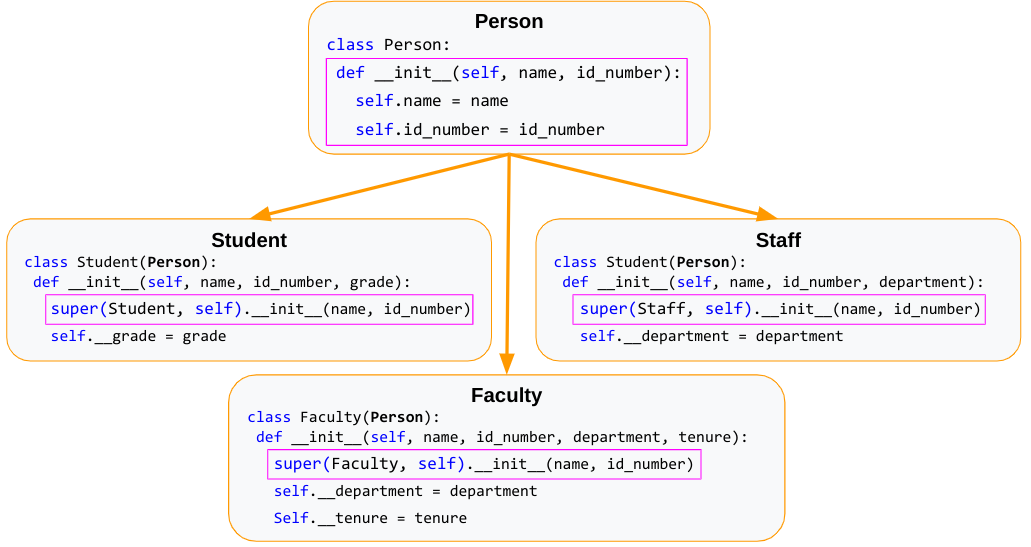 Person
class Person:
def __init__(self, name, id_number):
self.name = name
self.id_number = id_number
Student
class Student(Person):
def __init__(self, name, id_number, grade):
super(Student, self).__init__(name, id_number)
self.__grade = grade
Staff
class Student(Person):
def __init__(self, name, id_number, department):
super(Staff, self).__init__(name, id_number)
self.__department = department
Faculty
class Faculty(Person):
def __init__(self, name, id_number, department, tenure):
super(Faculty, self).__init__(name, id_number)
self.__department = department
Self.__tenure = tenure